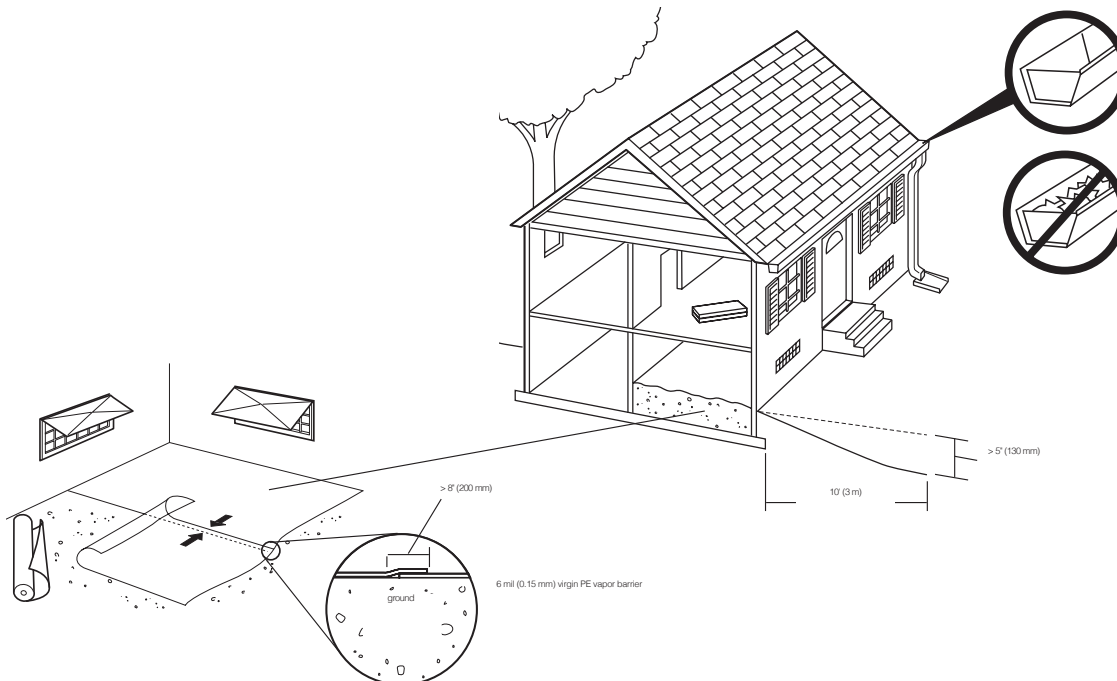 > 5" (130 mm)
10' (3 m)
> 8" (200 mm)
6 mil (0.15 mm) virgin PE vapor barrier
ground